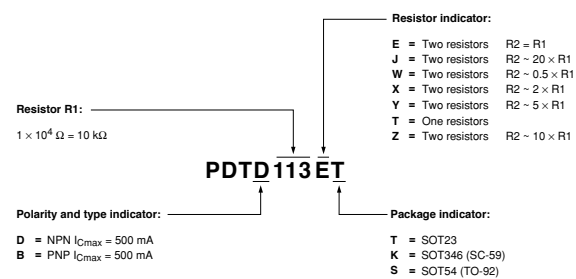 Resistor indicator:
E = Two resistors R2 = R1
J = Two resistors R2 ~ 20 × R1
W = Two resistors R2 ~ 0.5 × R1
X = Two resistors R2 ~ 2 × R1
Y = Two resistors R2 ~ 5 × R1
T = One resistors
Z = Two resistors R2 ~ 10 × R1
Resistor R1:
1 × 10⁴ Ω = 10 kΩ
PDTD113ET
Polarity and type indicator:
D = NPN ICmax = 500 mA
B = PNP ICmax = 500 mA
Package indicator:
T = SOT23
K = SOT346 (SC-59)
S = SOT54 (TO-92)